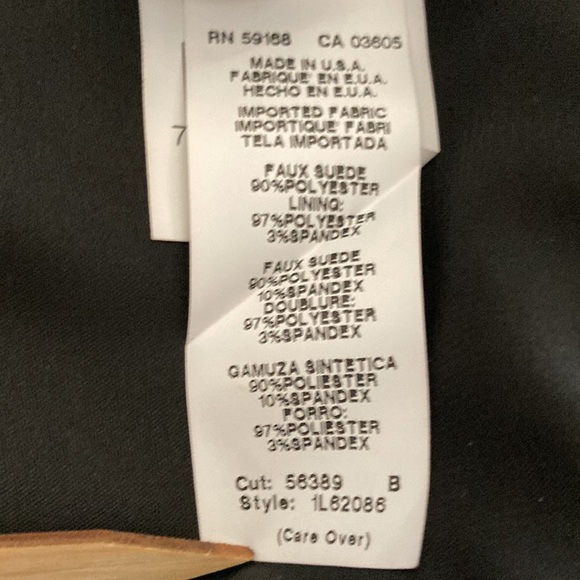 RN 59168 CA 03605
MADE IN U.S.A.
FABRIQUE' EN E.U.A.
HECHO EN E.U.A.
IMPORTED FABRIC
IMPORTIQUE' FABRI
TELA IMPORTADA
7
FAUX SUEDE
90%POLYESTER
LINING:
97%POLYESTER
3%SPANDEX
FAUX SUEDE
90%POLYESTER
10%SPANDEX
DOUBLURE:
97%POLYESTER
3%SPANDEX
GAMUZA SINTETICA
90%POLIESTER
10%SPANDEX
FORRO:
97%POLIESTER
3%SPANDEX
Cut: 56389 B
Style: 1L62086
(Care Over)